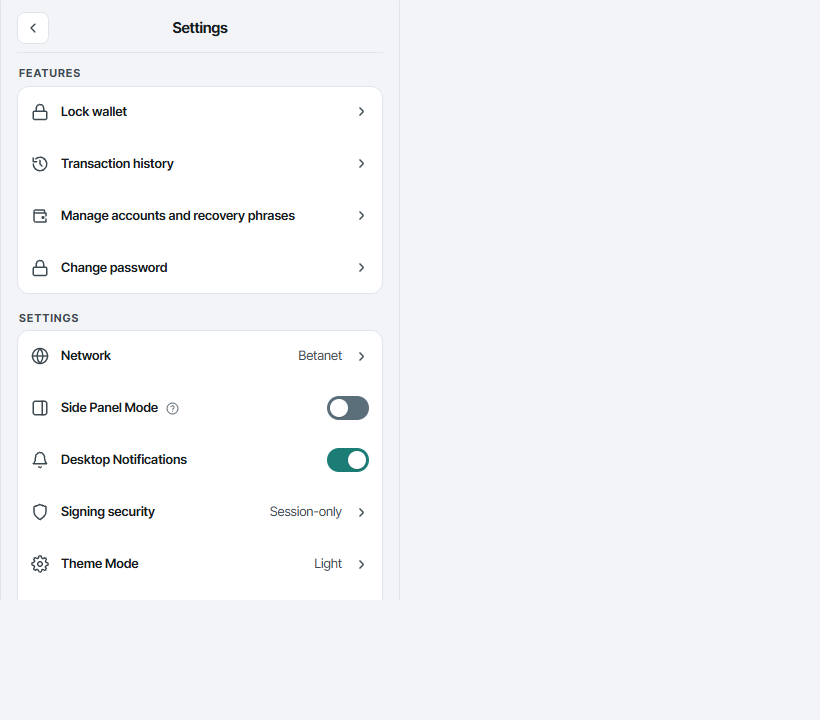 Settings
FEATURES
Lock wallet
Transaction history
Manage accounts and recovery phrases
Change password
SETTINGS
Network Betanet
Side Panel Mode ?
Desktop Notifications
Signing security Session-only
Theme Mode Light